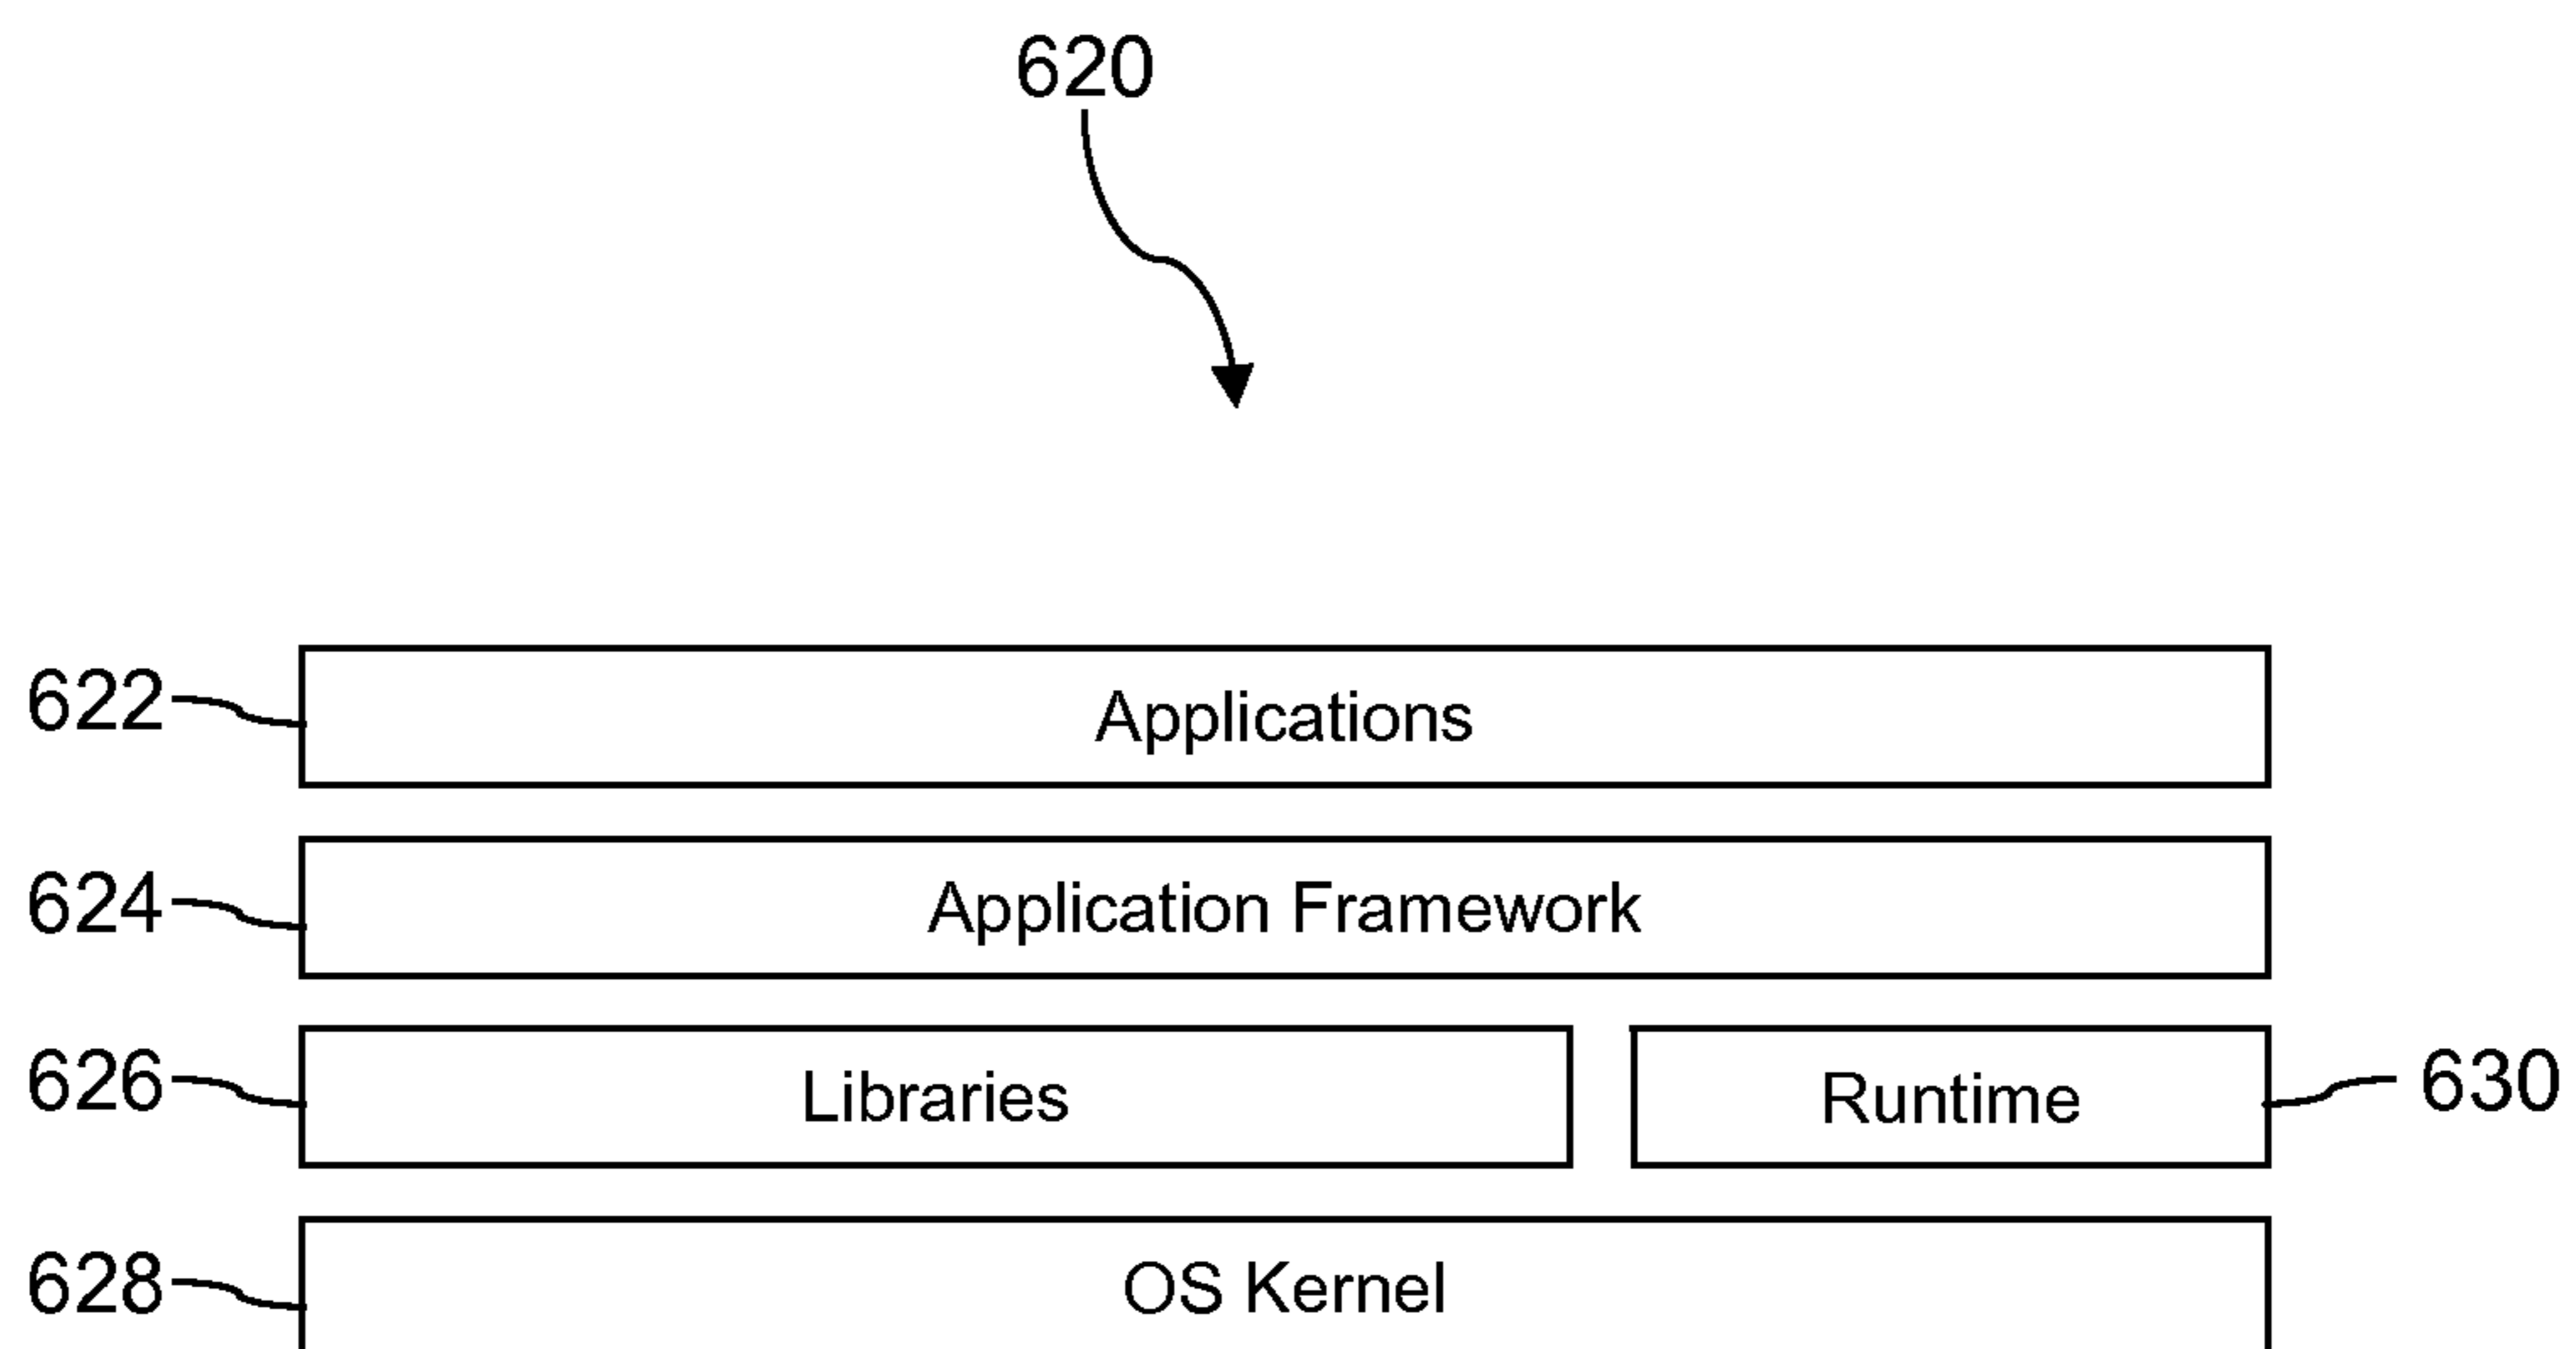 620
622 Applications
624 Application Framework
626 Libraries Runtime 630
628 OS Kernel